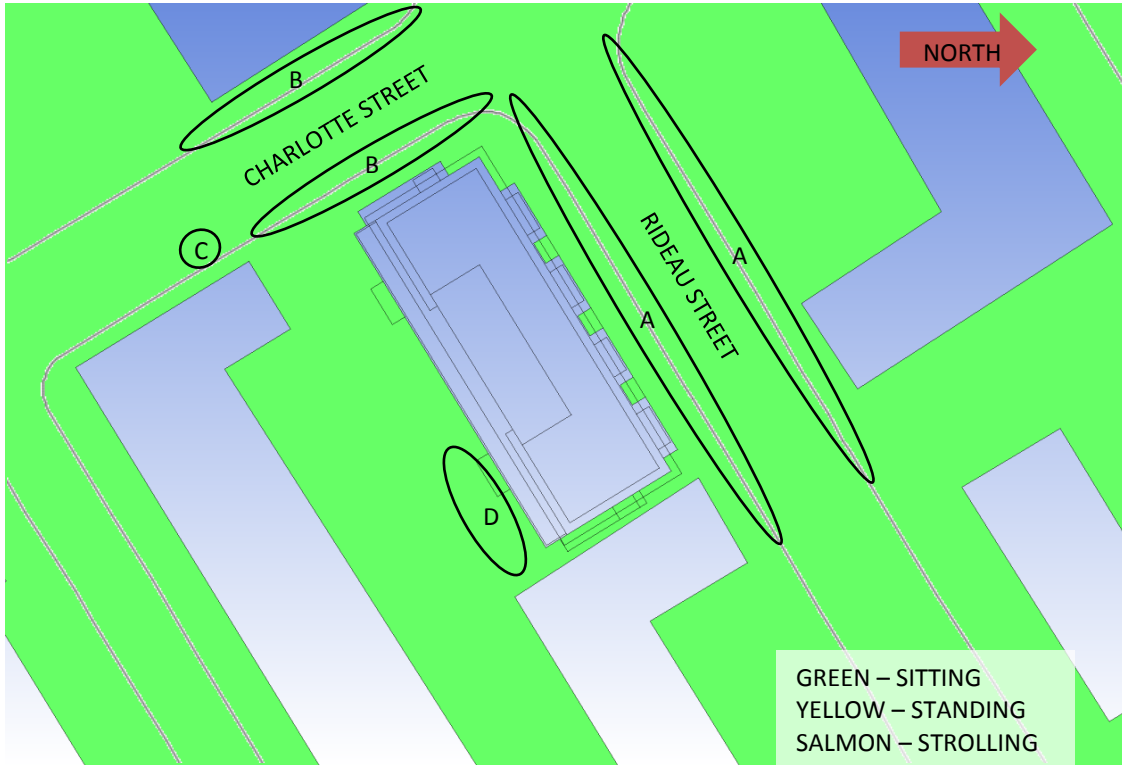 NORTH
B
CHARLOTTE STREET
B
C
RIDEAU STREET
A
A
D
GREEN – SITTING
YELLOW – STANDING
SALMON – STROLLING